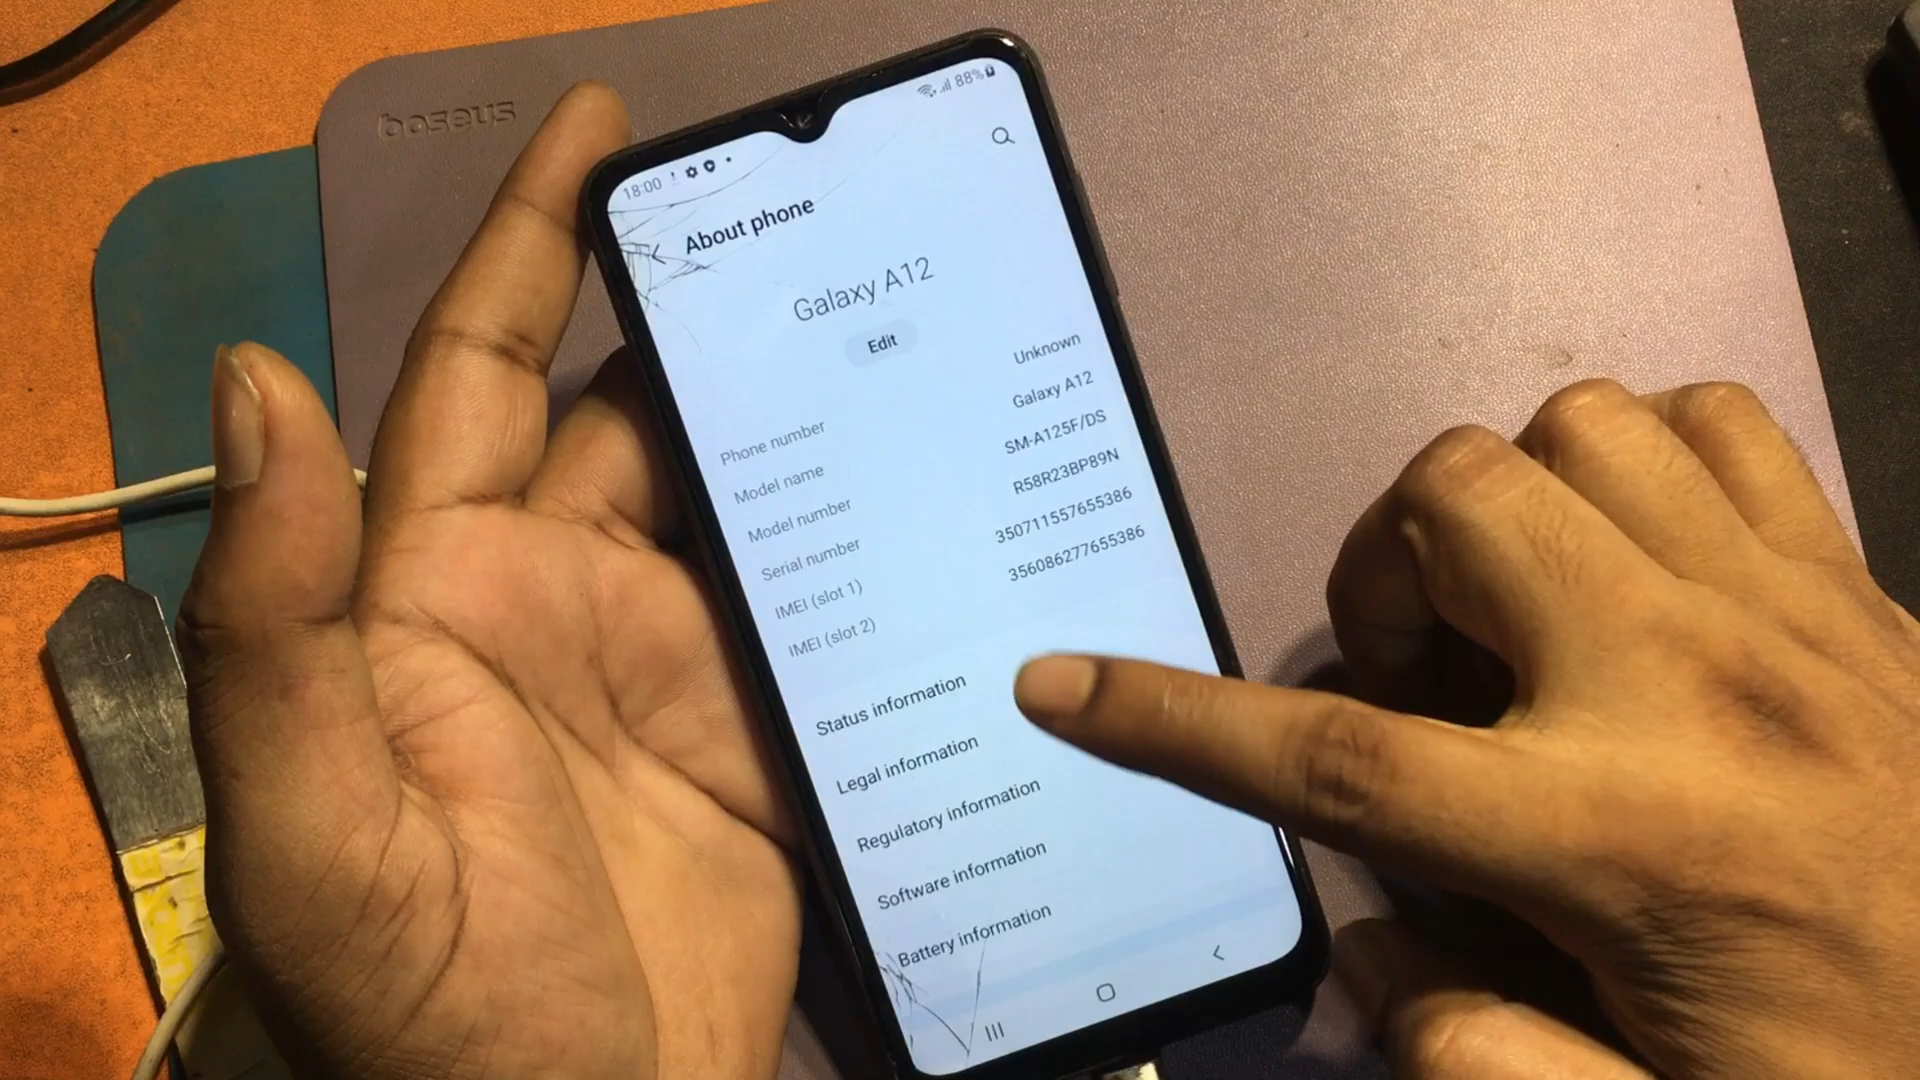 baseus
18:00
88%
About phone
Galaxy A12
Edit
Phone number Unknown
Model name Galaxy A12
Model number SM-A125F/DS
Serial number R58R23BP89N
IMEI (slot 1) 350711557655386
IMEI (slot 2) 356086277655386
Status information
Legal information
Regulatory information
Software information
Battery information